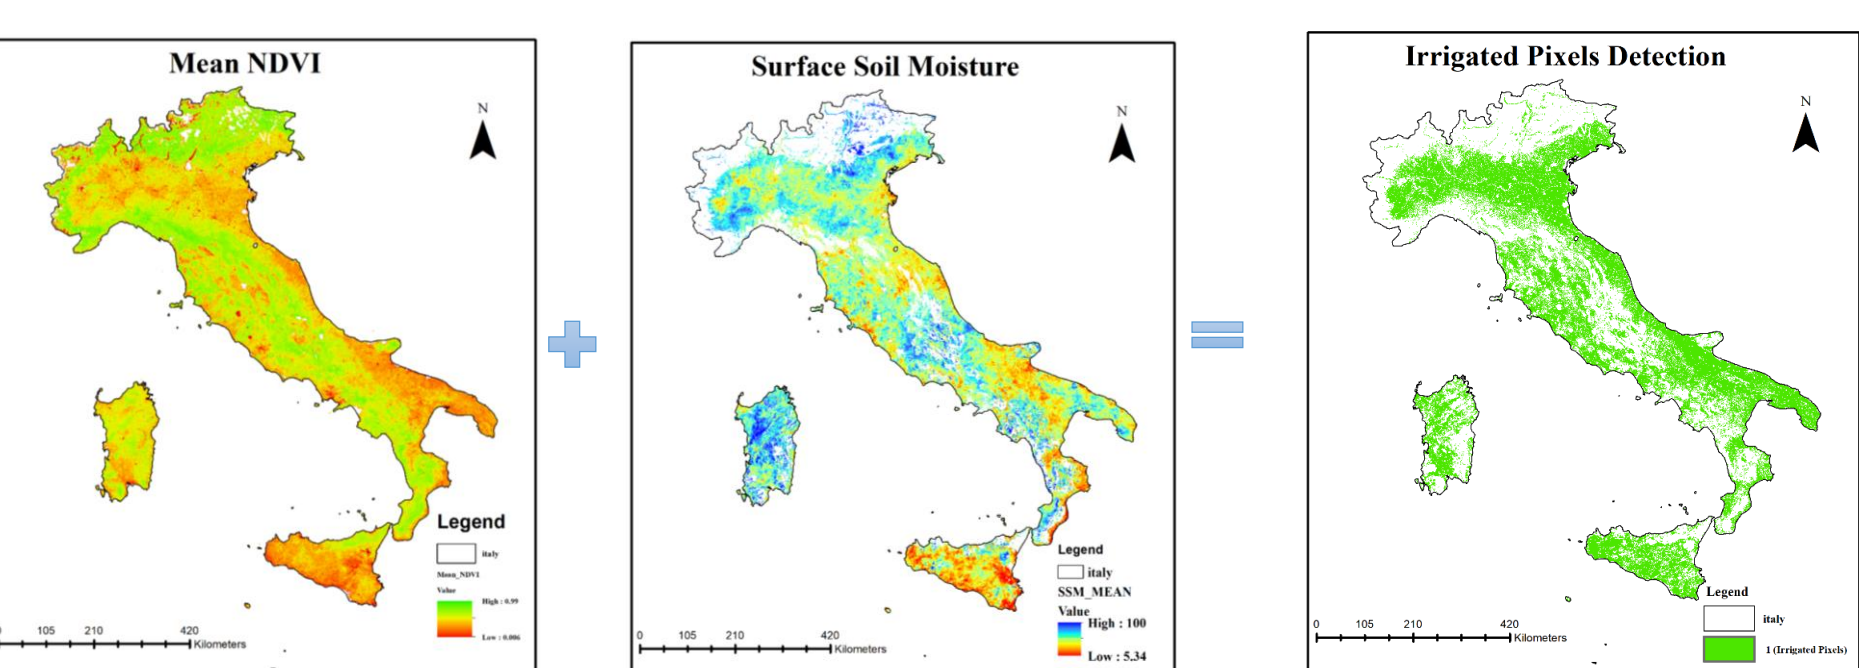 Mean NDVI
N
Legend
italy
Mean_NDVI
Value
High : 0.99
Low : 0.006
105 210 420
Kilometers
Surface Soil Moisture
N
Legend
italy
SSM_MEAN
Value
High : 100
Low : 5.34
0 105 210 420
Kilometers
Irrigated Pixels Detection
N
Legend
italy
1 (Irrigated Pixels)
0 105 210 420
Kilometers